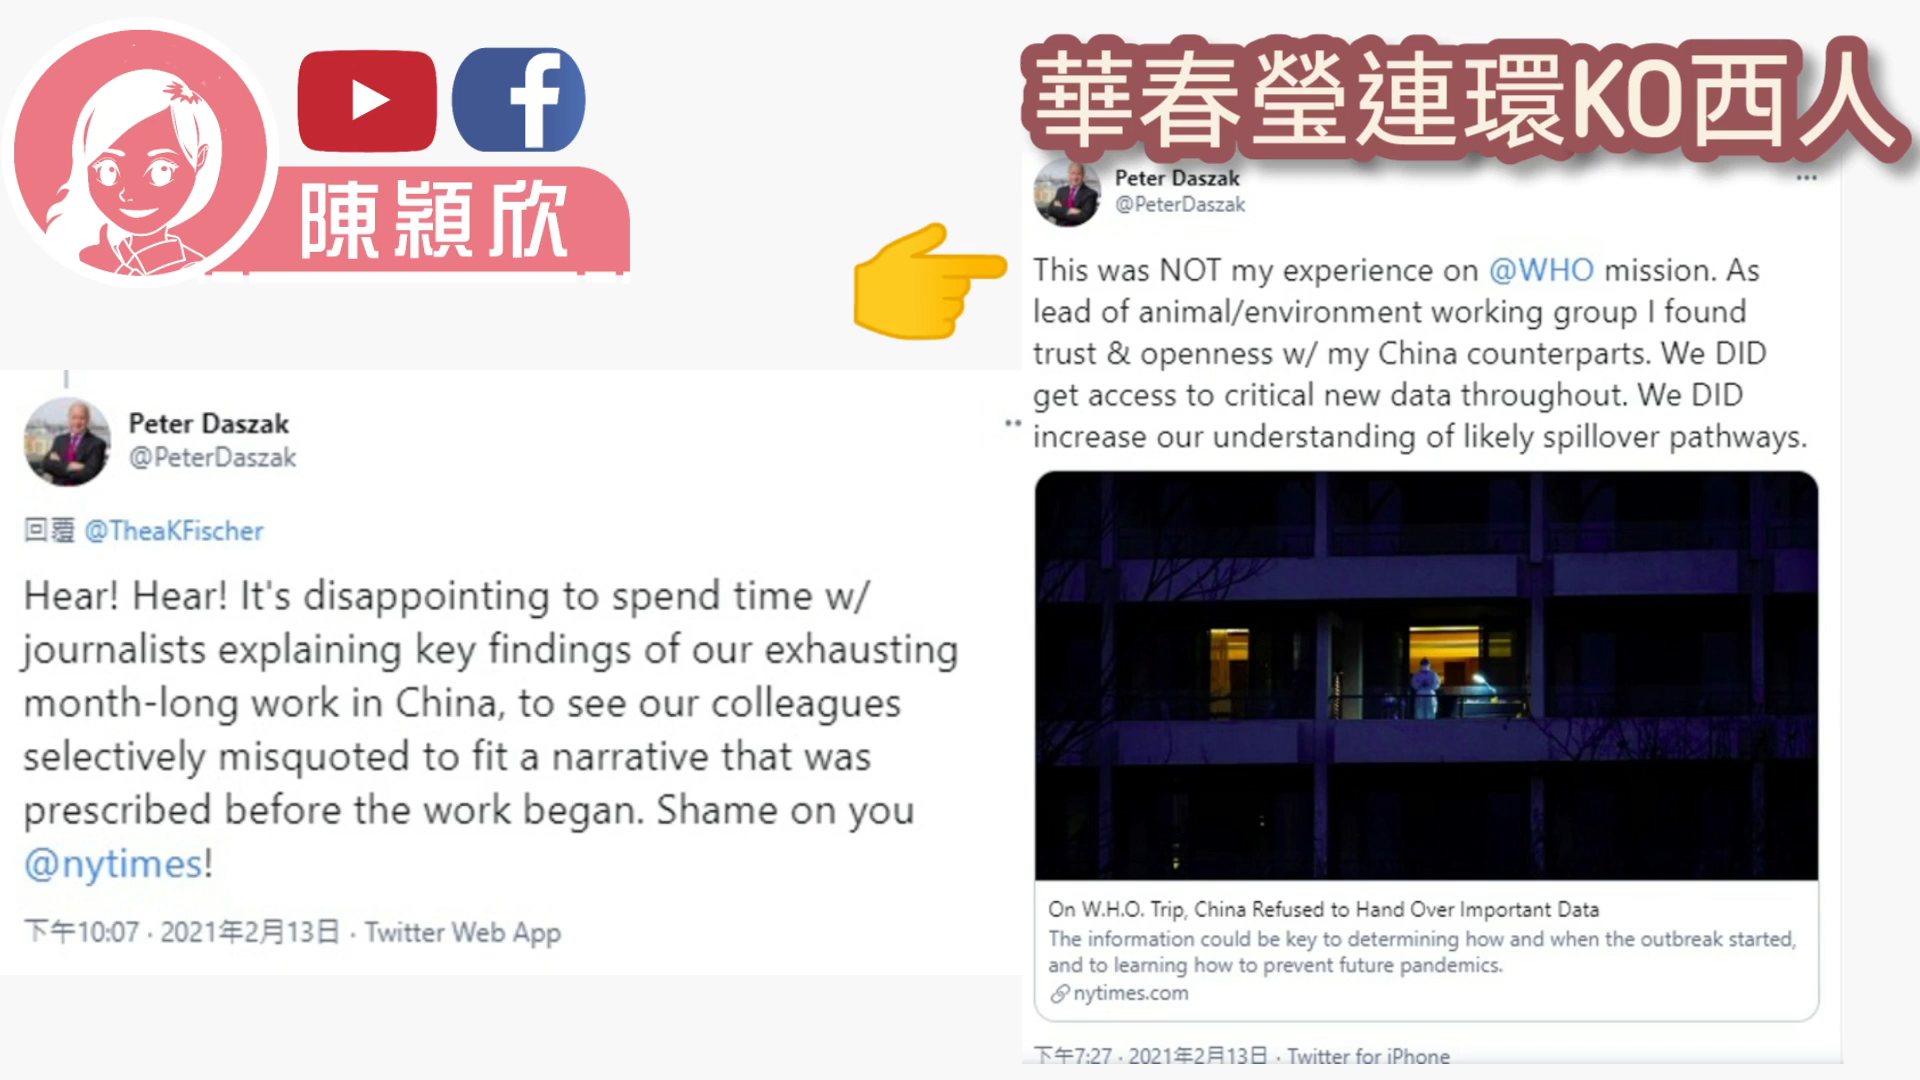 陳穎欣
華春瑩連環KO西人
Peter Daszak
@PeterDaszak
This was NOT my experience on @WHO mission. As
lead of animal/environment working group I found
trust & openness w/ my China counterparts. We DID
get access to critical new data throughout. We DID
increase our understanding of likely spillover pathways.
On W.H.O. Trip, China Refused to Hand Over Important Data
The information could be key to determining how and when the outbreak started,
and to learning how to prevent future pandemics.
nytimes.com
下午7:27 · 2021年2月13日 · Twitter for iPhone
Peter Daszak
@PeterDaszak
回覆 @TheaKFischer
Hear! Hear! It's disappointing to spend time w/
journalists explaining key findings of our exhausting
month-long work in China, to see our colleagues
selectively misquoted to fit a narrative that was
prescribed before the work began. Shame on you
@nytimes!
下午10:07 · 2021年2月13日 · Twitter Web App